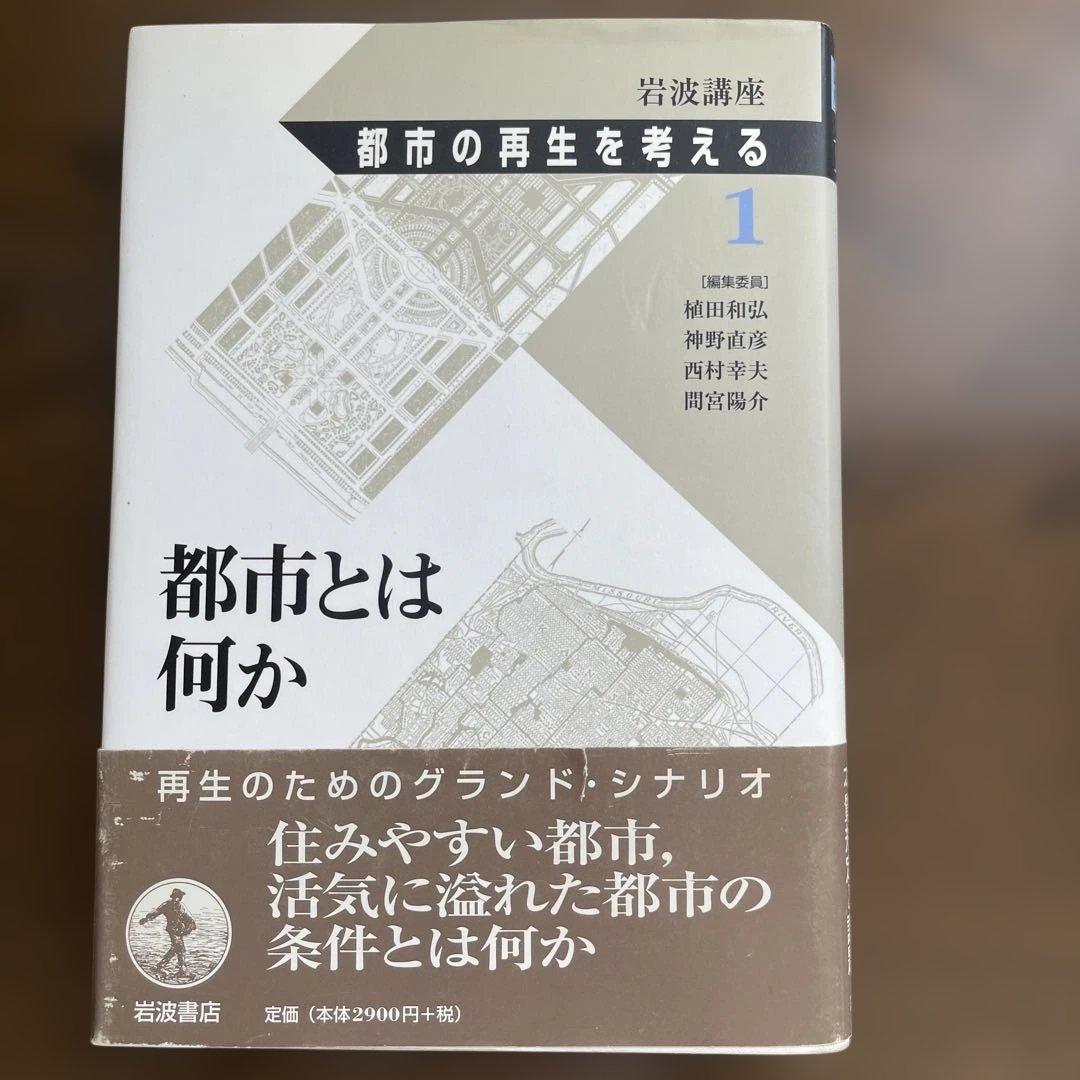 岩波講座
都市の再生を考える
1
[編集委員]
植田和弘
神野直彦
西村幸夫
間宮陽介
MISSOURI RIVER
都市とは
何か
再生のためのグランド・シナリオ
住みやすい都市,
活気に溢れた都市の
条件とは何か
岩波書店
定価（本体2900円+税）